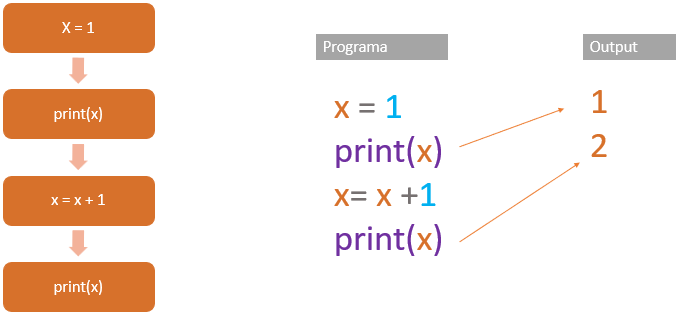 X = 1
print(x)
x = x + 1
print(x)
Programa
x = 1
print(x)
x= x +1
print(x)
Output
1
2